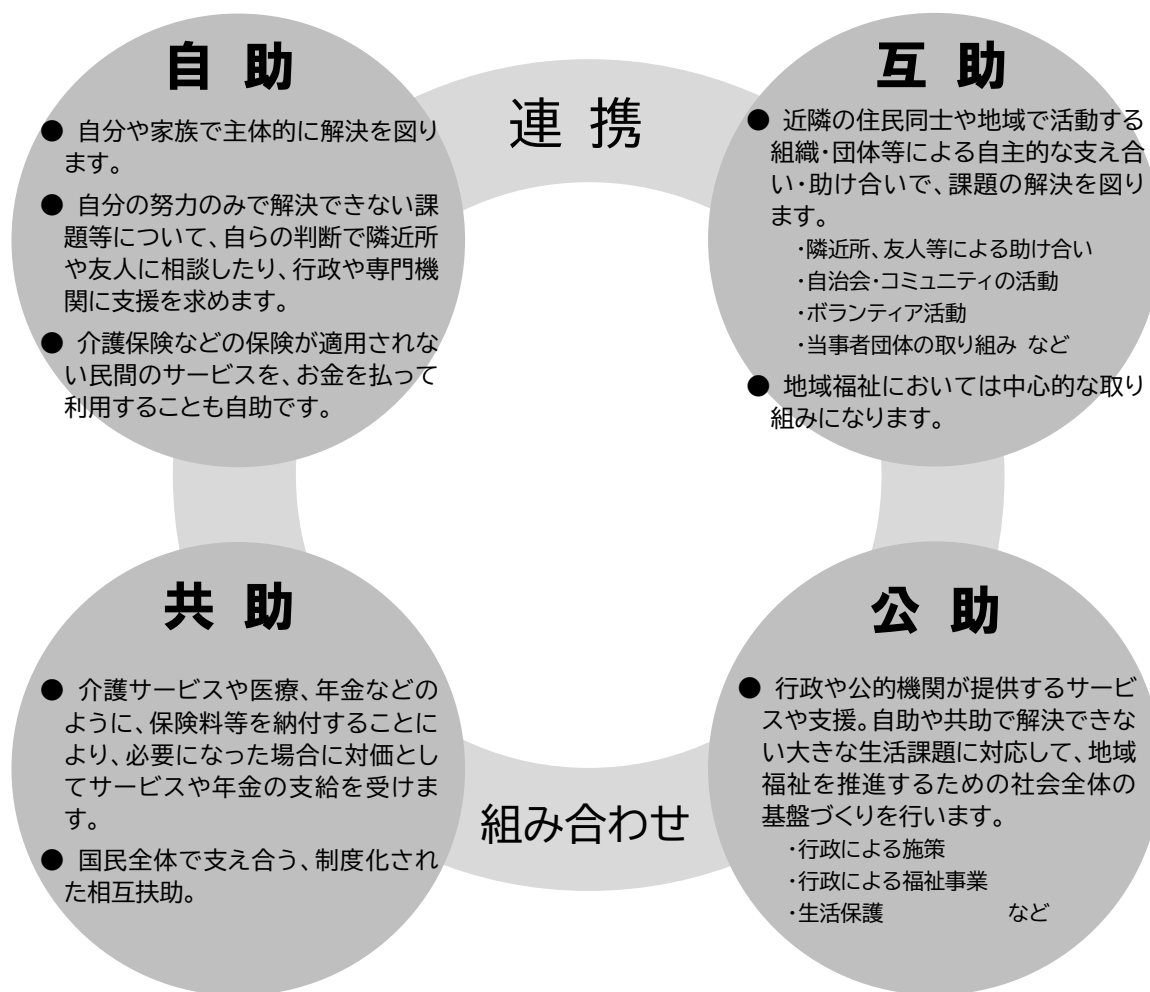 自 助
● 自分や家族で主体的に解決を図り
ます。
● 自分の努力のみで解決できない課
題等について、自らの判断で隣近所
や友人に相談したり、行政や専門機
関に支援を求めます。
● 介護保険などの保険が適用されな
い民間のサービスを、お金を払って
利用することも自助です。
連 携
互 助
● 近隣の住民同士や地域で活動する
組織・団体等による自主的な支え合
い・助け合いで、課題の解決を図り
ます。
・隣近所、友人等による助け合い
・自治会・コミュニティの活動
・ボランティア活動
・当事者団体の取り組み など
● 地域福祉においては中心的な取り
組みになります。
共 助
● 介護サービスや医療、年金などの
ように、保険料等を納付することに
より、必要になった場合に対価とし
てサービスや年金の支給を受けま
す。
● 国民全体で支え合う、制度化され
た相互扶助。
組み合わせ
公 助
● 行政や公的機関が提供するサービ
スや支援。自助や共助で解決できな
い大きな生活課題に対応して、地域
福祉を推進するための社会全体の
基盤づくりを行います。
・行政による施策
・行政による福祉事業
・生活保護 など